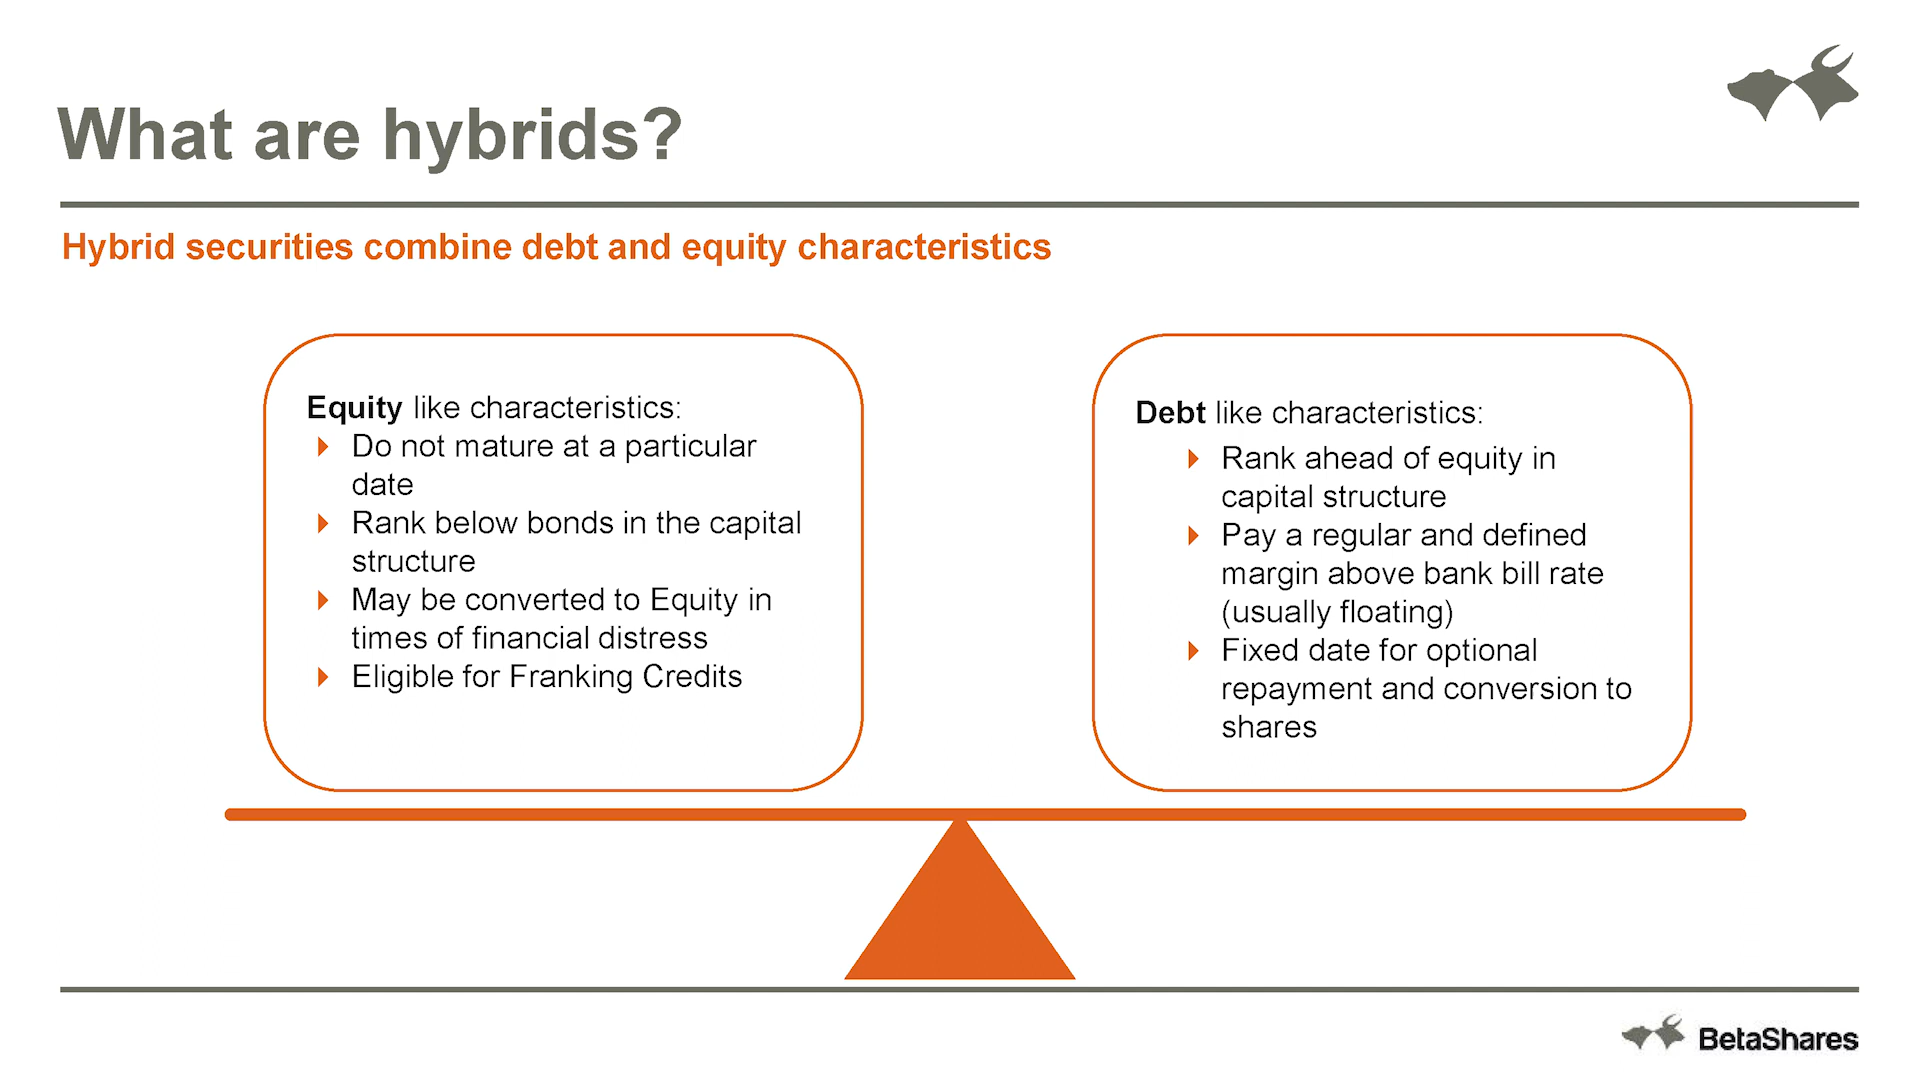 What are hybrids?
Hybrid securities combine debt and equity characteristics
Equity like characteristics:
Do not mature at a particular
date
Rank below bonds in the capital
structure
May be converted to Equity in
times of financial distress
Eligible for Franking Credits
Debt like characteristics:
Rank ahead of equity in
capital structure
Pay a regular and defined
margin above bank bill rate
(usually floating)
Fixed date for optional
repayment and conversion to
shares
BetaShares